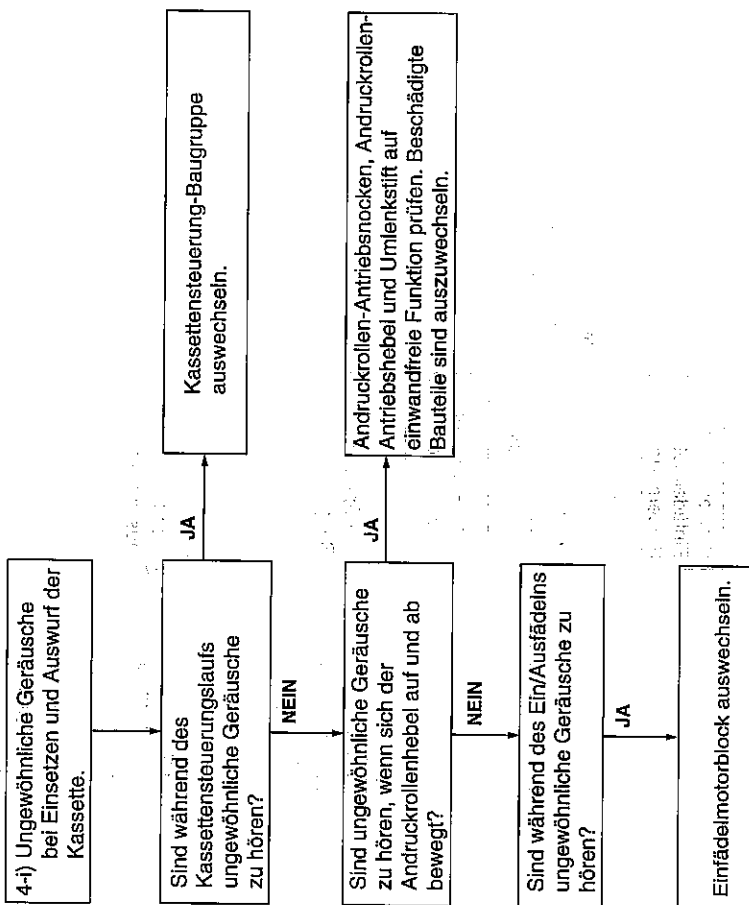 4-i) Ungewöhnliche Geräusche
bei Einsetzen und Auswurf der
Kassette.
Sind während des
Kassettensteuerungslaufs
ungewöhnliche Geräusche
zu hören?
JA
Kassettensteuerung-Baugruppe
auswechseln.
NEIN
Sind ungewöhnliche Geräusche
zu hören, wenn sich der
Andruckrollenhebel auf und ab
bewegt?
JA
Andruckrollen-Antriebsnocken, Andruckrollen-
Antriebshebel und Umlenkstift auf
einwandfreie Funktion prüfen. Beschädigte
Bauteile sind auszuwechseln.
NEIN
Sind während des Ein/Ausfädelns
ungewöhnliche Geräusche zu
hören?
JA
Einfädelmotorblock auswechseln.